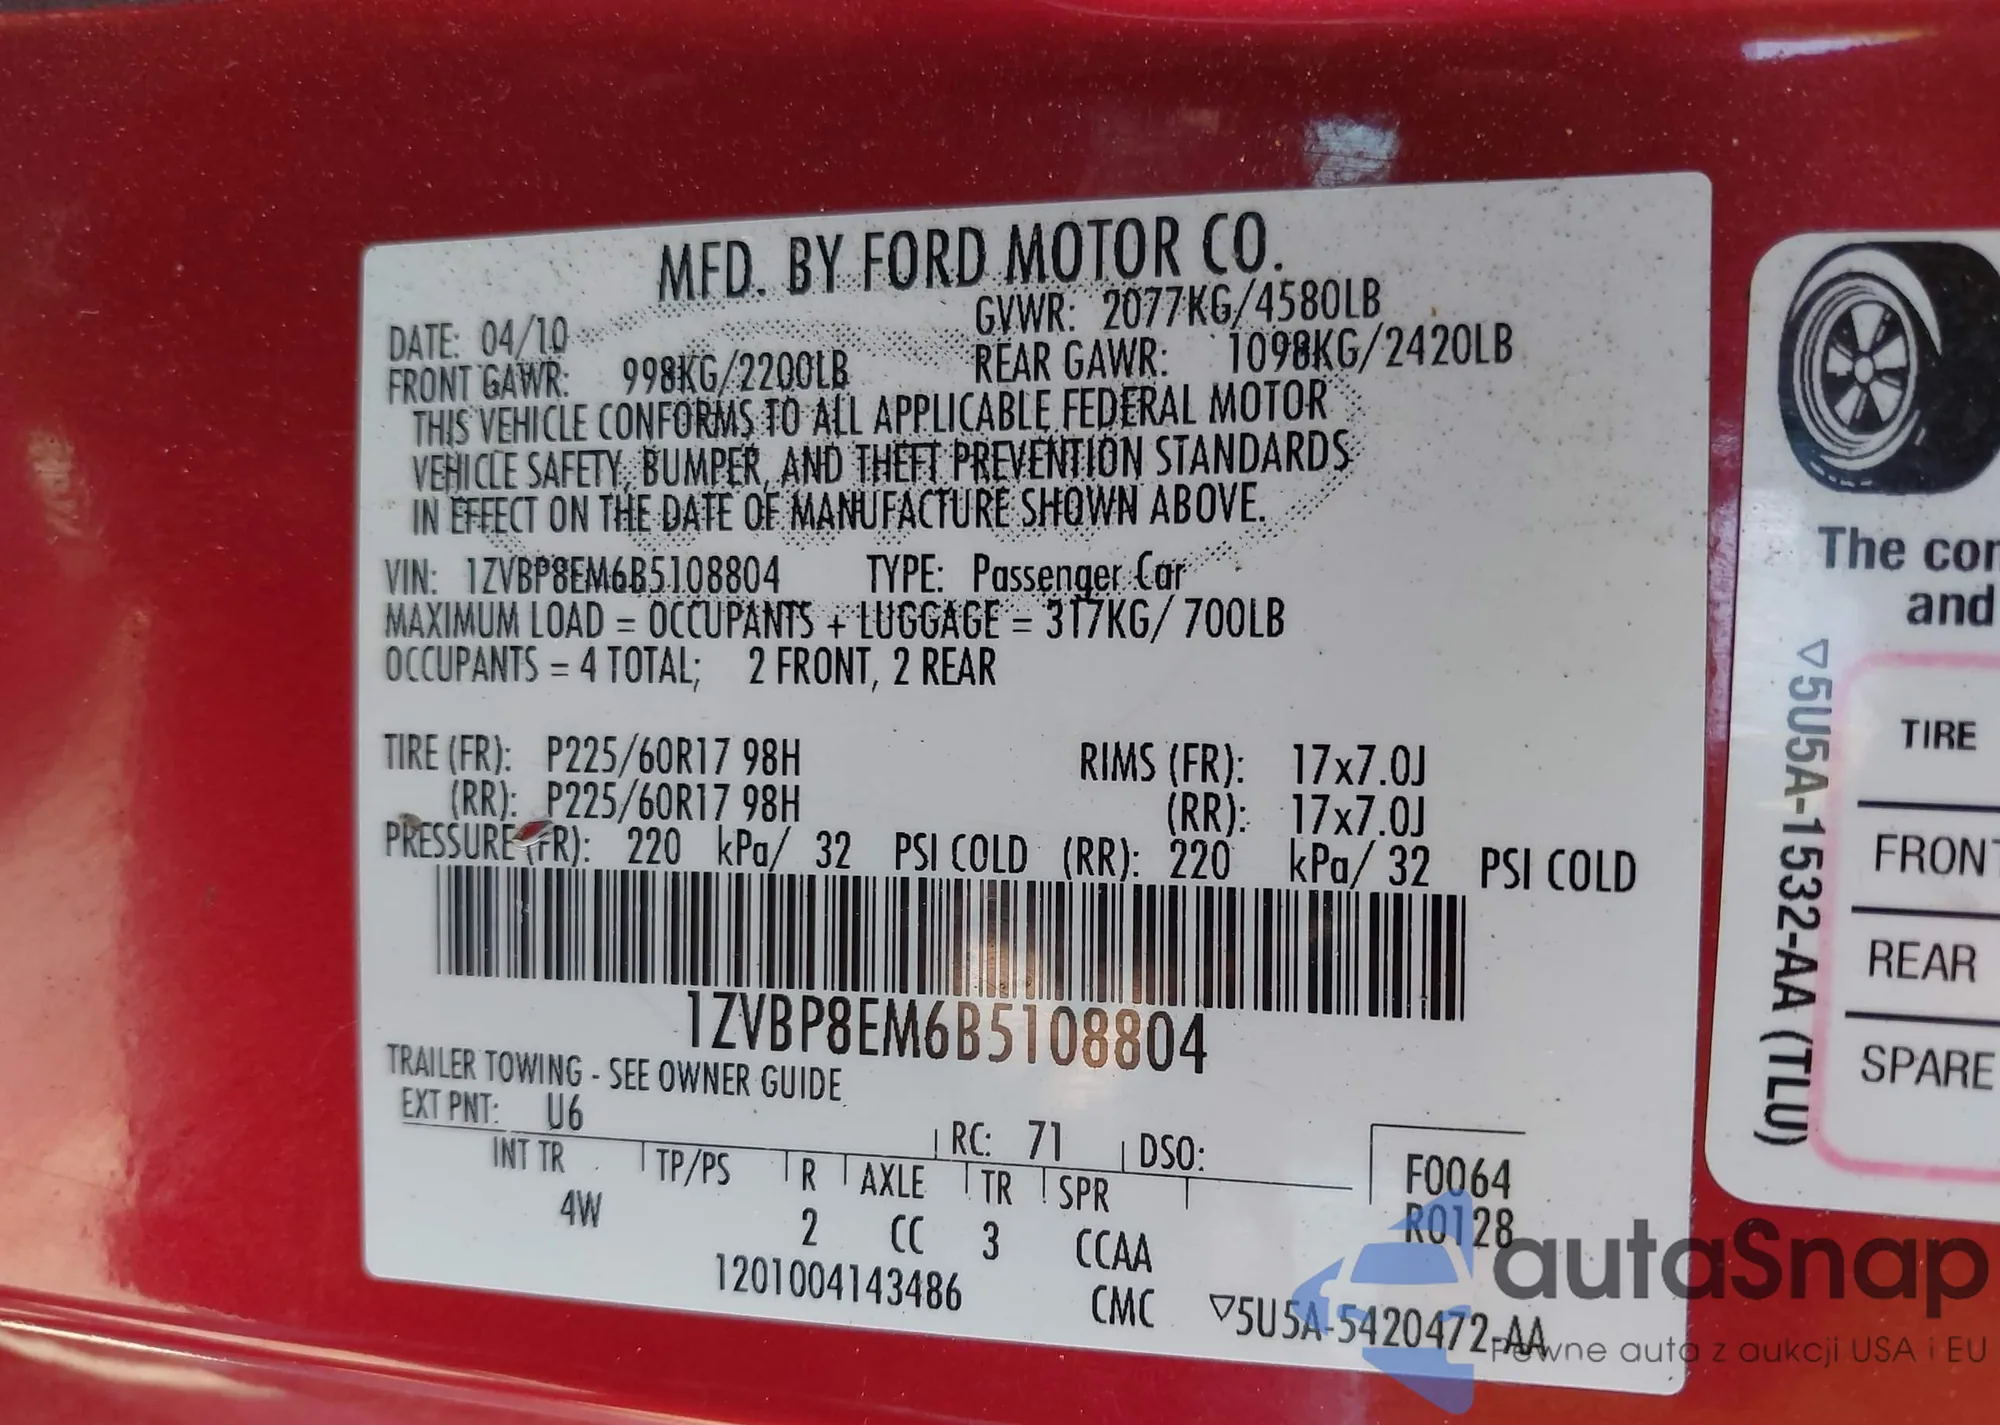 MFD. BY FORD MOTOR CO.
DATE: 04/10 GVWR: 2077KG/4580LB
FRONT GAWR: 998KG/2200LB REAR GAWR: 1098KG/2420LB
THIS VEHICLE CONFORMS TO ALL APPLICABLE FEDERAL MOTOR
VEHICLE SAFETY, BUMPER, AND THEFT PREVENTION STANDARDS
IN EFFECT ON THE DATE OF MANUFACTURE SHOWN ABOVE.
VIN: 1ZVBP8EM6B5108804 TYPE: Passenger Car
MAXIMUM LOAD = OCCUPANTS + LUGGAGE = 317KG/ 700LB
OCCUPANTS = 4 TOTAL; 2 FRONT, 2 REAR
TIRE (FR): P225/60R17 98H RIMS (FR): 17x7.0J
(RR): P225/60R17 98H (RR): 17x7.0J
PRESSURE (FR): 220 kPa/ 32 PSI COLD (RR): 220 kPa/ 32 PSI COLD
1ZVBP8EM6B5108804
TRAILER TOWING - SEE OWNER GUIDE
EXT PNT: U6 RC: 71 DSO:
INT TR TP/PS R AXLE TR SPR
4W 2 CC 3 CCAA
F0064
R0128
1201004143486 CMC ▽5U5A-5420472-AA
The con
and
▽5U5A-1532-AA (TLU)
TIRE
FRONT
REAR
SPARE
autaSnap
Pewne auta z aukcji USA i EU